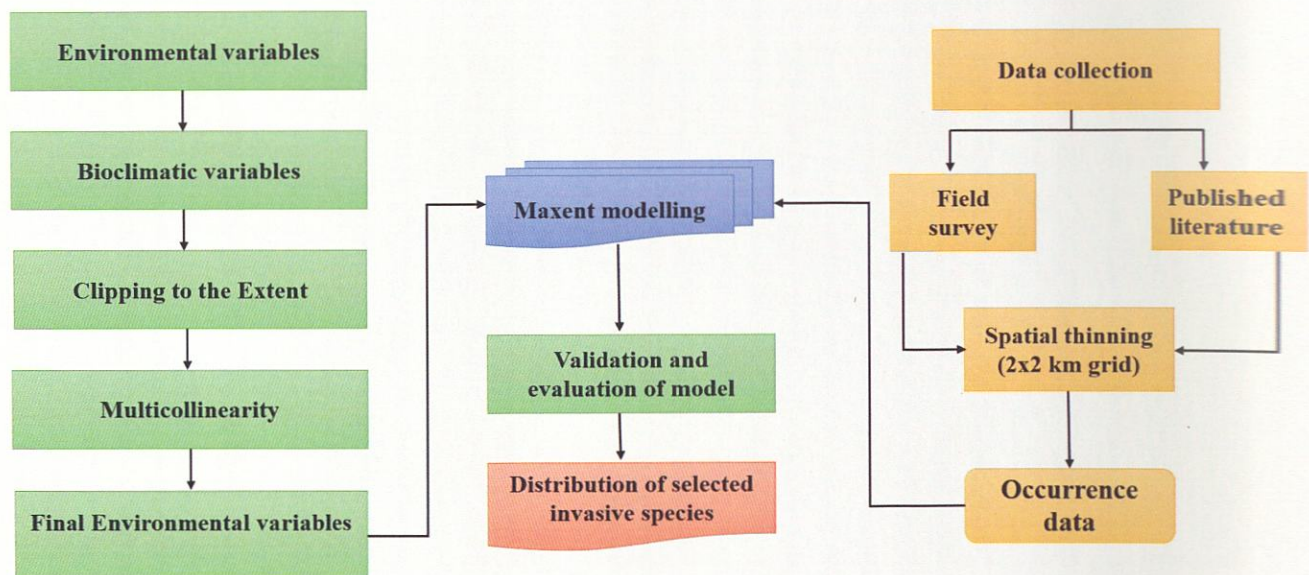 Environmental variables
Bioclimatic variables
Clipping to the Extent
Multicollinearity
Final Environmental variables
Maxent modelling
Validation and
evaluation of model
Distribution of selected
invasive species
Data collection
Field
survey
Published
literature
Spatial thinning
(2x2 km grid)
Occurrence
data